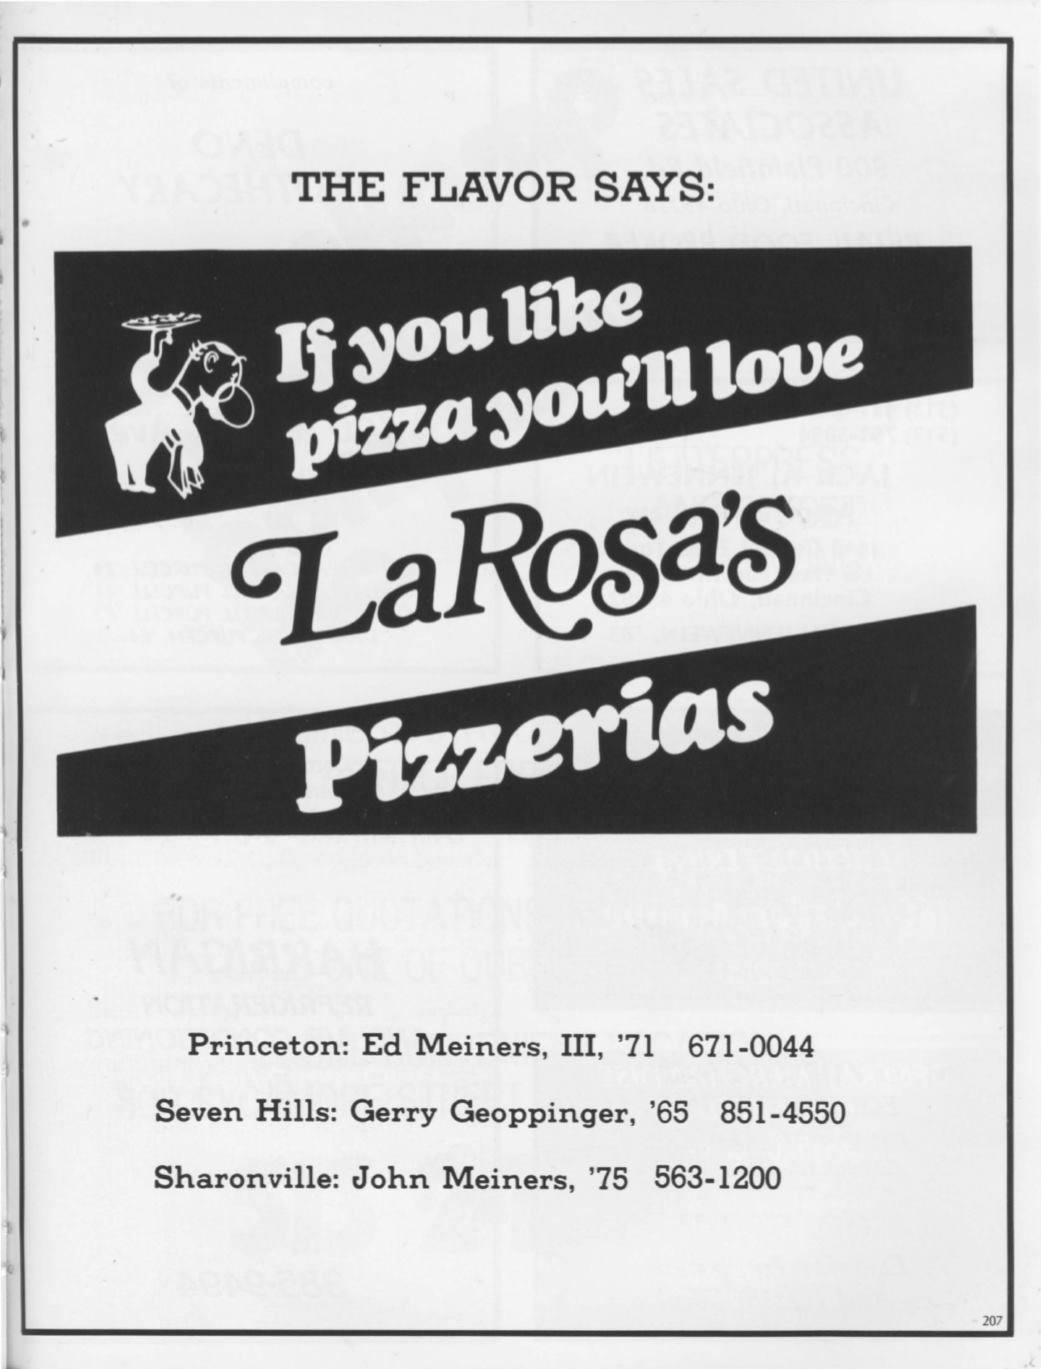 THE FLAVOR SAYS:
If you like
pizza you'll love
LaRosa's
Pizzerias
Princeton: Ed Meiners, III, '71 671-0044
Seven Hills: Gerry Geoppinger, '65 851-4550
Sharonville: John Meiners, '75 563-1200
207